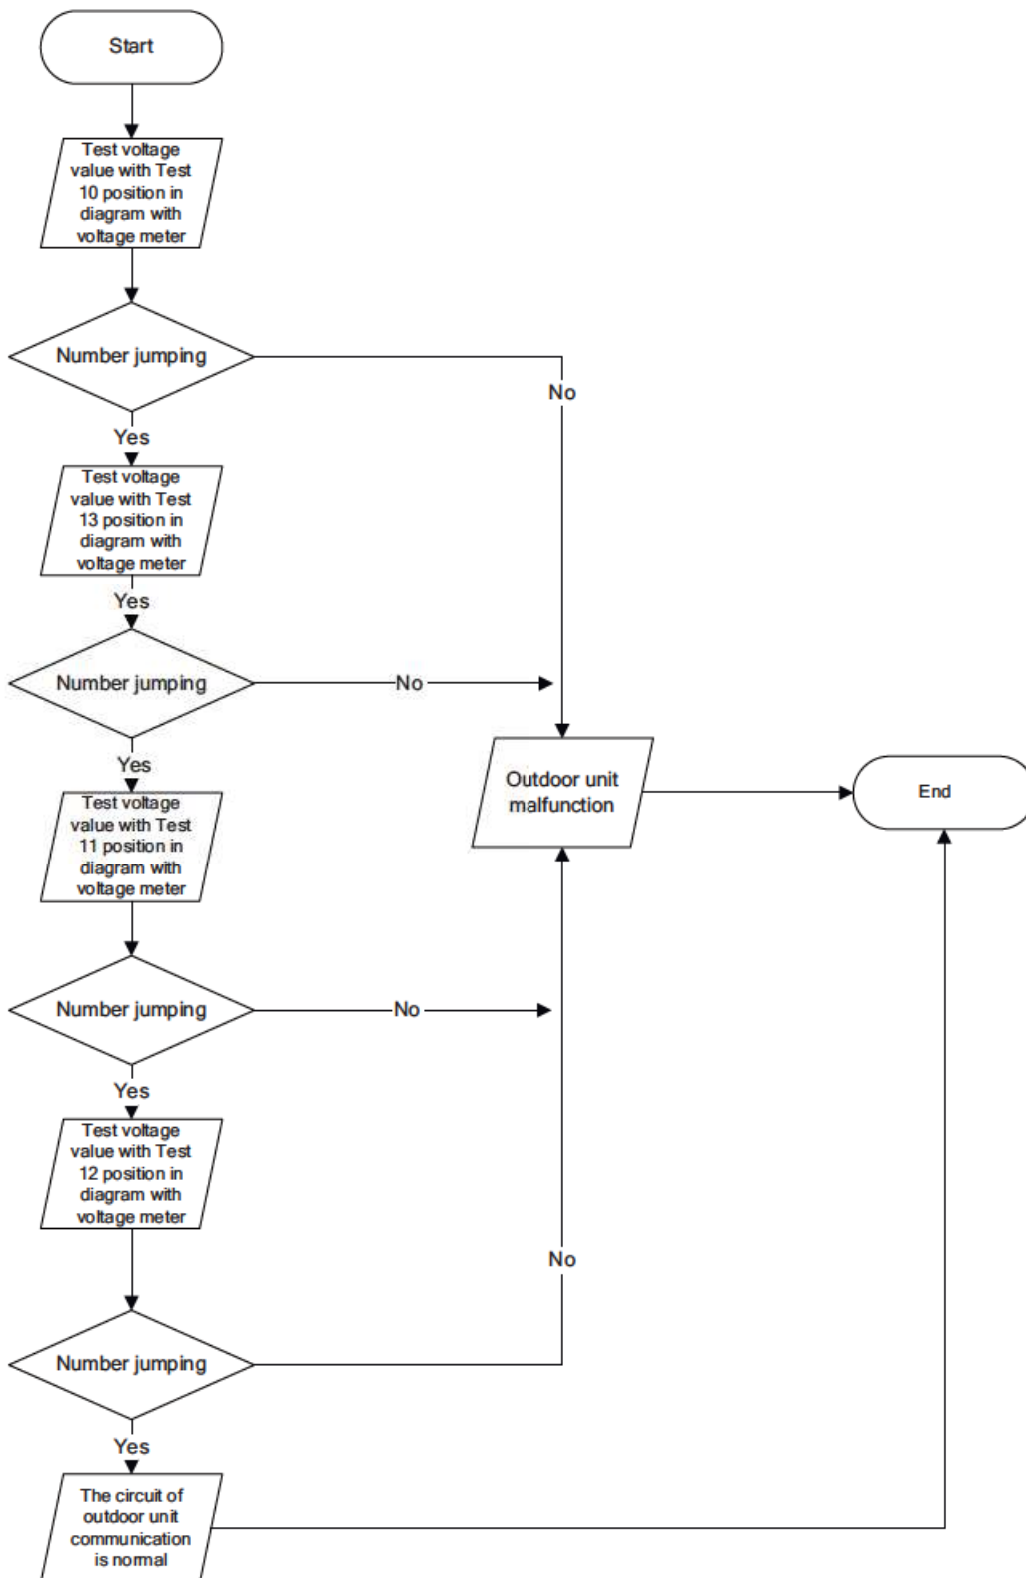 Start
Test voltage
value with Test
10 position in
diagram with
voltage meter
Number jumping
No
Yes
Test voltage
value with Test
13 position in
diagram with
voltage meter
Yes
Number jumping
No
Yes
Outdoor unit
malfunction
End
Test voltage
value with Test
11 position in
diagram with
voltage meter
Number jumping
No
Yes
Test voltage
value with Test
12 position in
diagram with
voltage meter
No
Number jumping
Yes
The circuit of
outdoor unit
communication
is normal